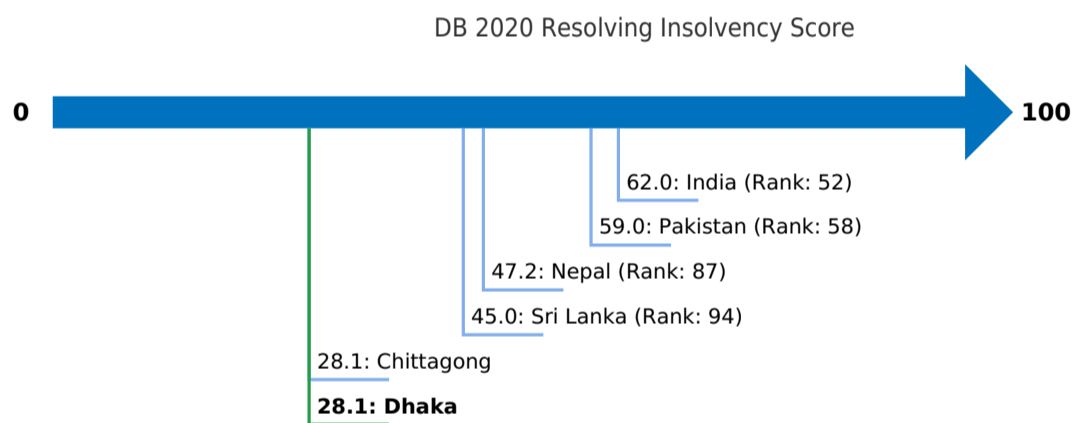 DB 2020 Resolving Insolvency Score
0
100
62.0: India (Rank: 52)
59.0: Pakistan (Rank: 58)
47.2: Nepal (Rank: 87)
45.0: Sri Lanka (Rank: 94)
28.1: Chittagong
28.1: Dhaka